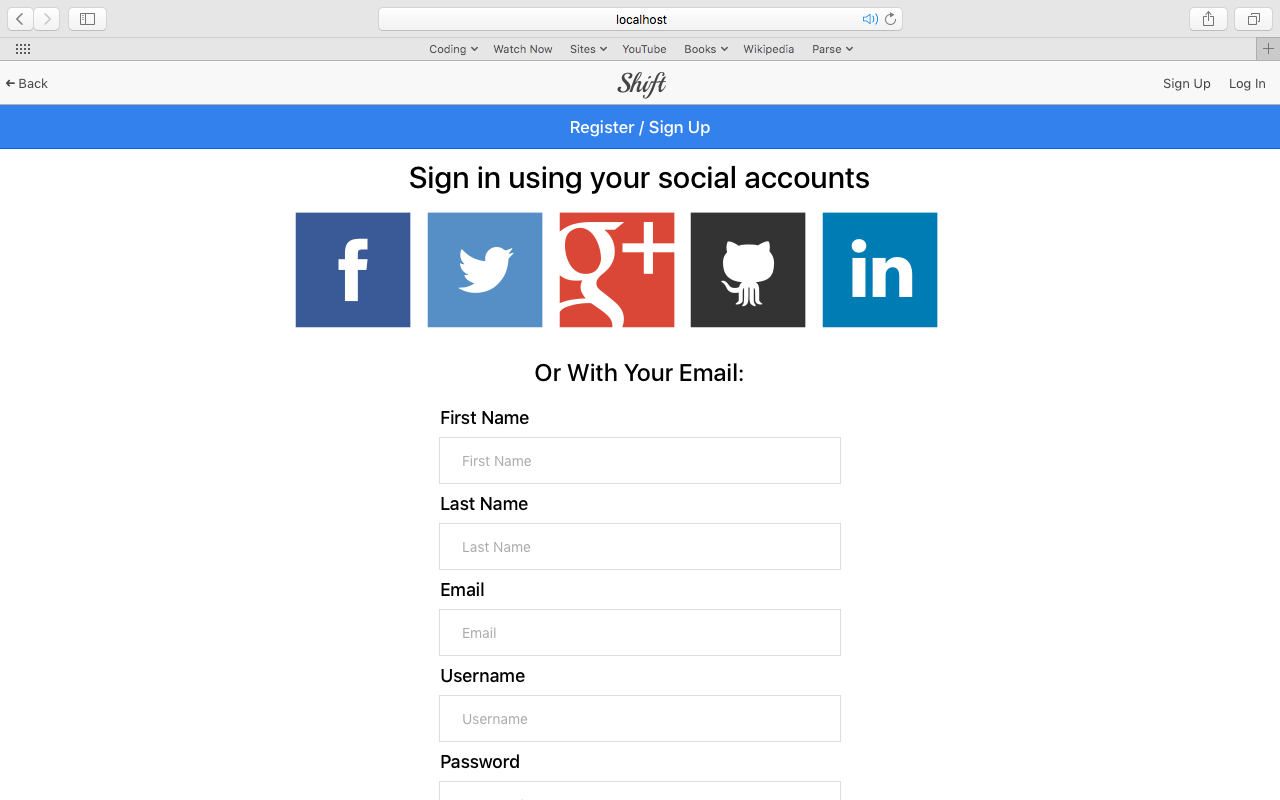 localhost
Coding Watch Now Sites YouTube Books Wikipedia Parse
Back Shift Sign Up Log In
Register / Sign Up
Sign in using your social accounts
f g+ in
Or With Your Email:
First Name
First Name
Last Name
Last Name
Email
Email
Username
Username
Password